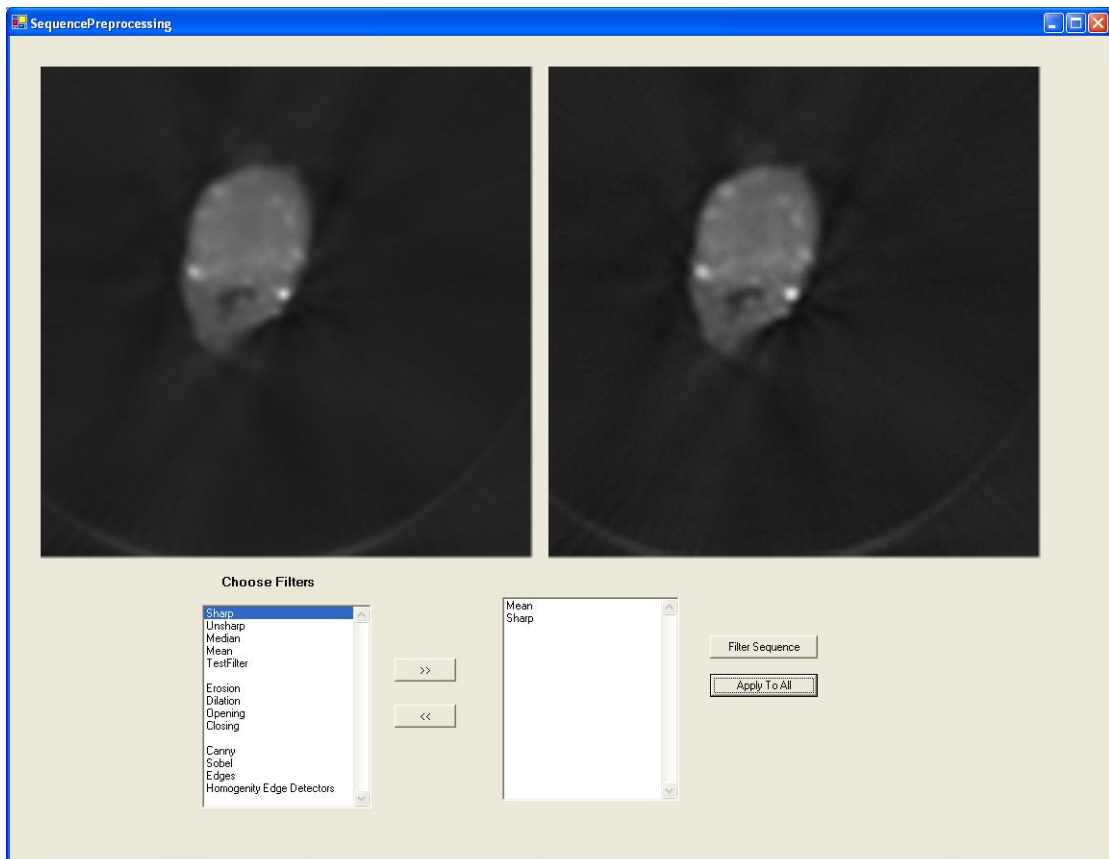 SequencePreprocessing
Choose Filters
Sharp
Unsharp
Median
Mean
TestFilter
Erosion
Dilation
Opening
Closing
Canny
Sobel
Edges
Homogenity Edge Detectors
>>
<<
Mean
Sharp
Filter Sequence
Apply To All